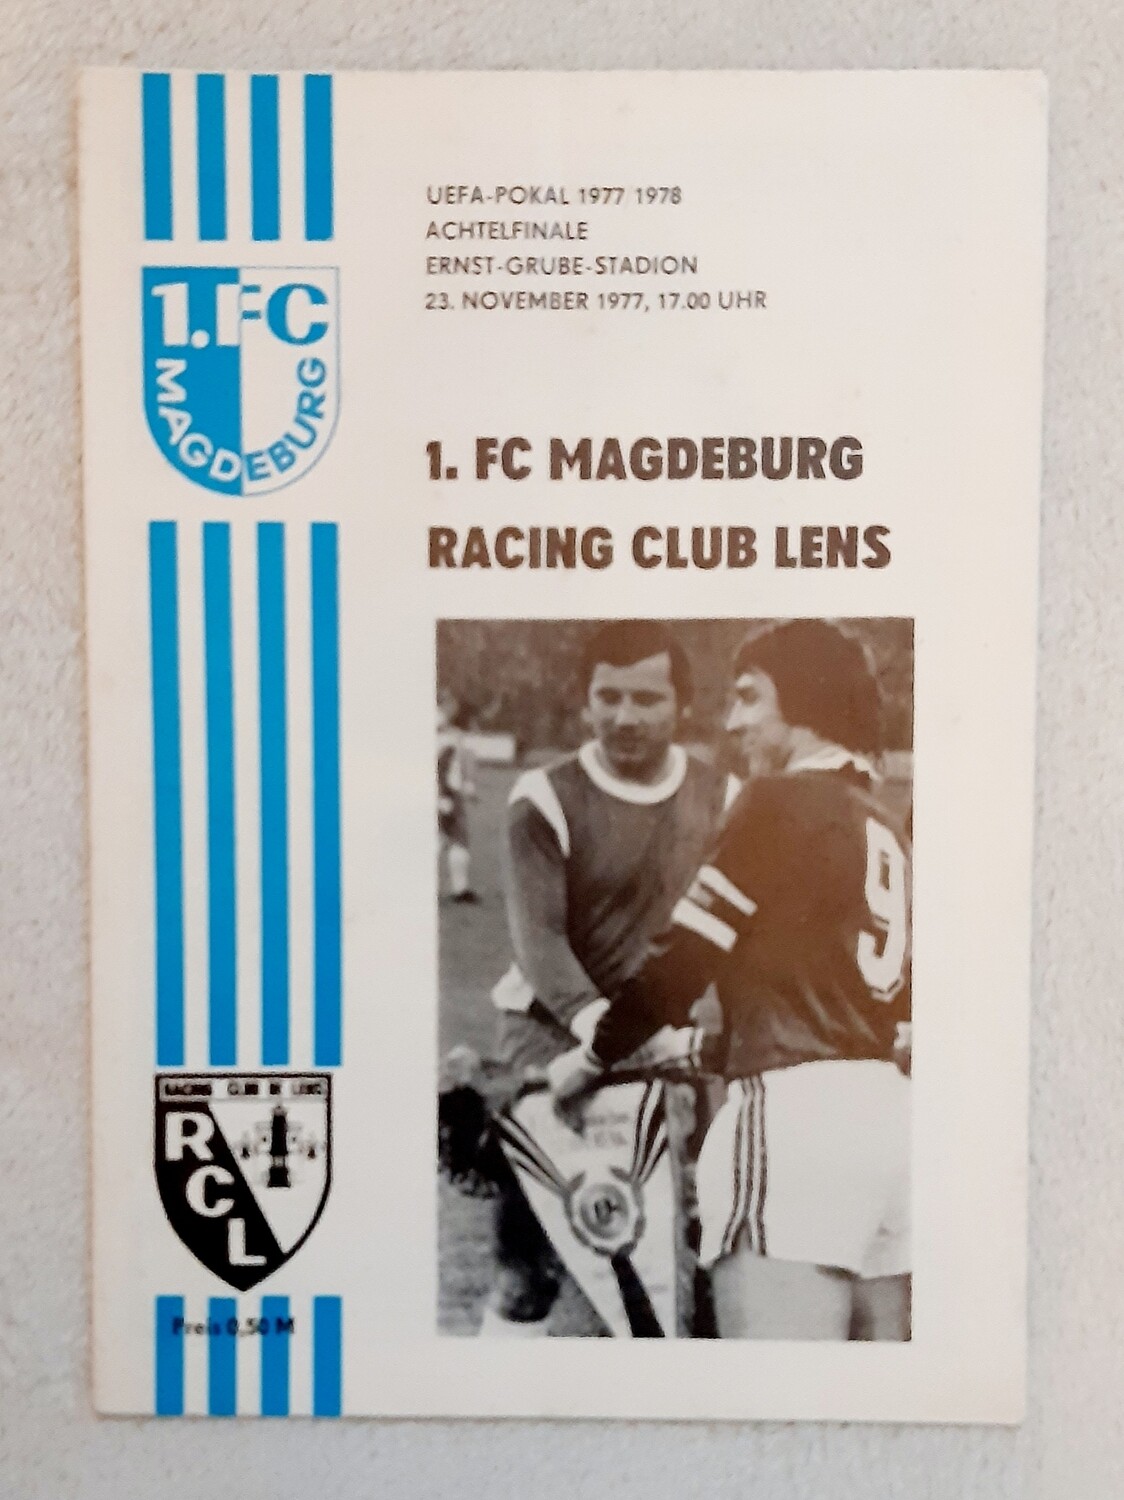 UEFA-POKAL 1977/1978
ACHTELFINALE
ERNST-GRUBE-STADION
23. NOVEMBER 1977, 17.00 UHR
1. FC
MAGDEBURG
1. FC MAGDEBURG
RACING CLUB LENS
9
RACING CLUB DE LENS
R
C
L
Preis 0,50 M